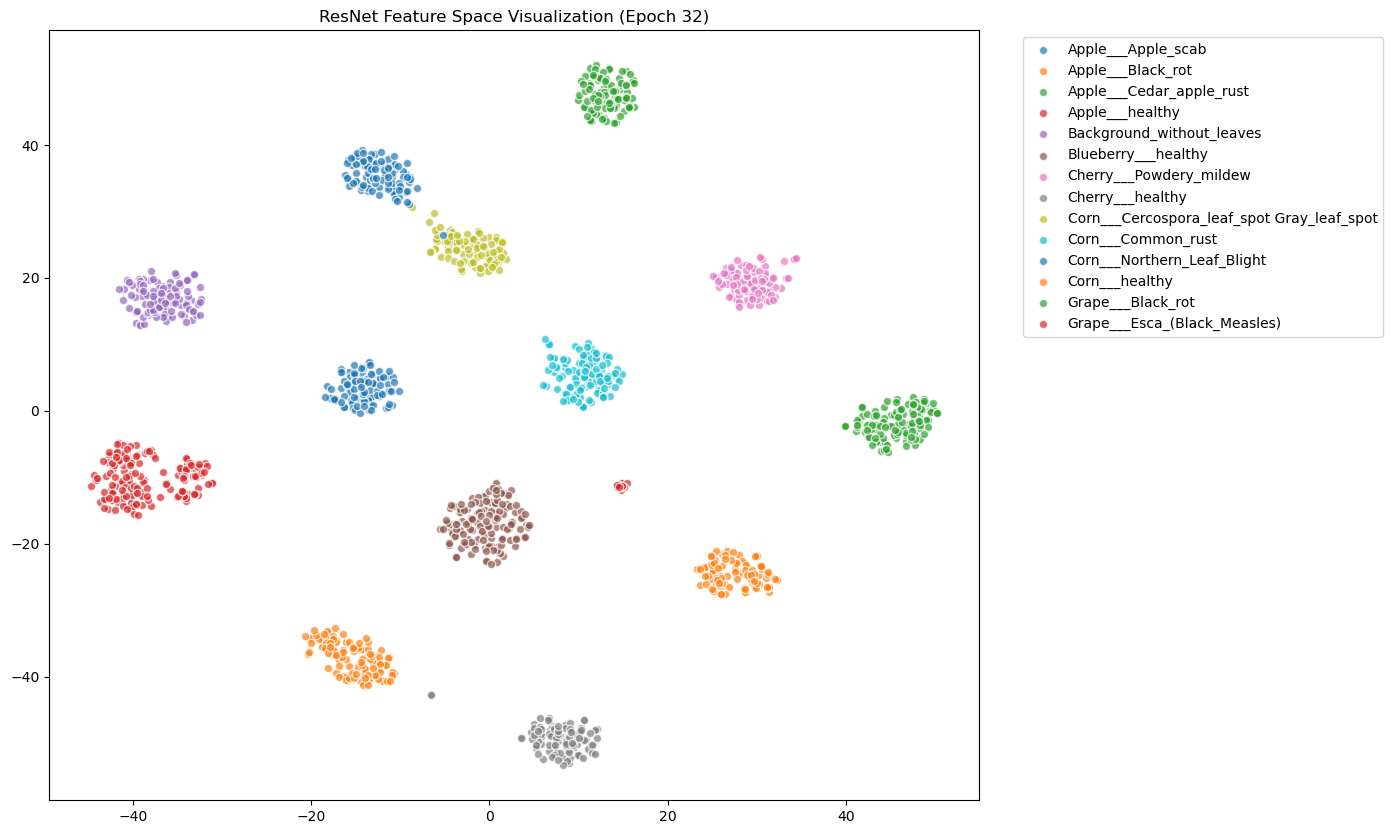 ResNet Feature Space Visualization (Epoch 32)
Apple___Apple_scab
Apple___Black_rot
Apple___Cedar_apple_rust
Apple___healthy
Background_without_leaves
Blueberry___healthy
Cherry___Powdery_mildew
Cherry___healthy
Corn___Cercospora_leaf_spot Gray_leaf_spot
Corn___Common_rust
Corn___Northern_Leaf_Blight
Corn___healthy
Grape___Black_rot
Grape___Esca_(Black_Measles)
40
20
0
−20
−40
−40
−20
0
20
40